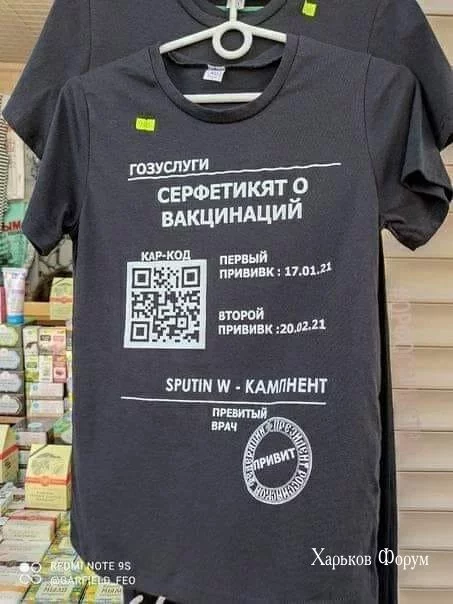 ГОЗУСЛУГИ
СЕРФЕТИКЯТ О
ВАКЦИНАЦИЙ
КАР-КОД
ПЕРВЫЙ
ПРИВИВК : 17.01.21
ВТОРОЙ
ПРИВИВК :20.02.21
SPUTIN W - КАМПНЕНТ
ПРЕВИТЫЙ
ВРАЧ
ПРИВИТ
Харьков Форум
REDMI NOTE 9S
@GARFIELD_FEO